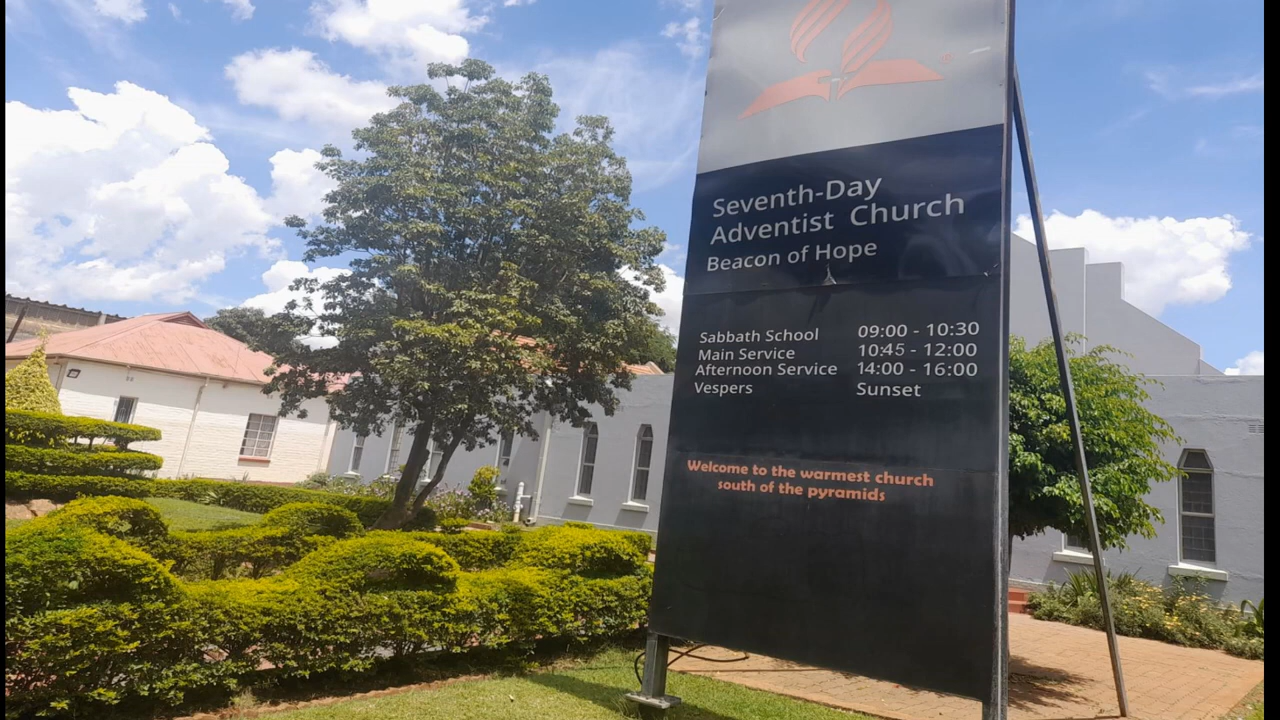 Seventh-Day
Adventist Church
Beacon of Hope
Sabbath School 09:00 - 10:30
Main Service 10:45 - 12:00
Afternoon Service 14:00 - 16:00
Vespers Sunset
Welcome to the warmest church
south of the pyramids